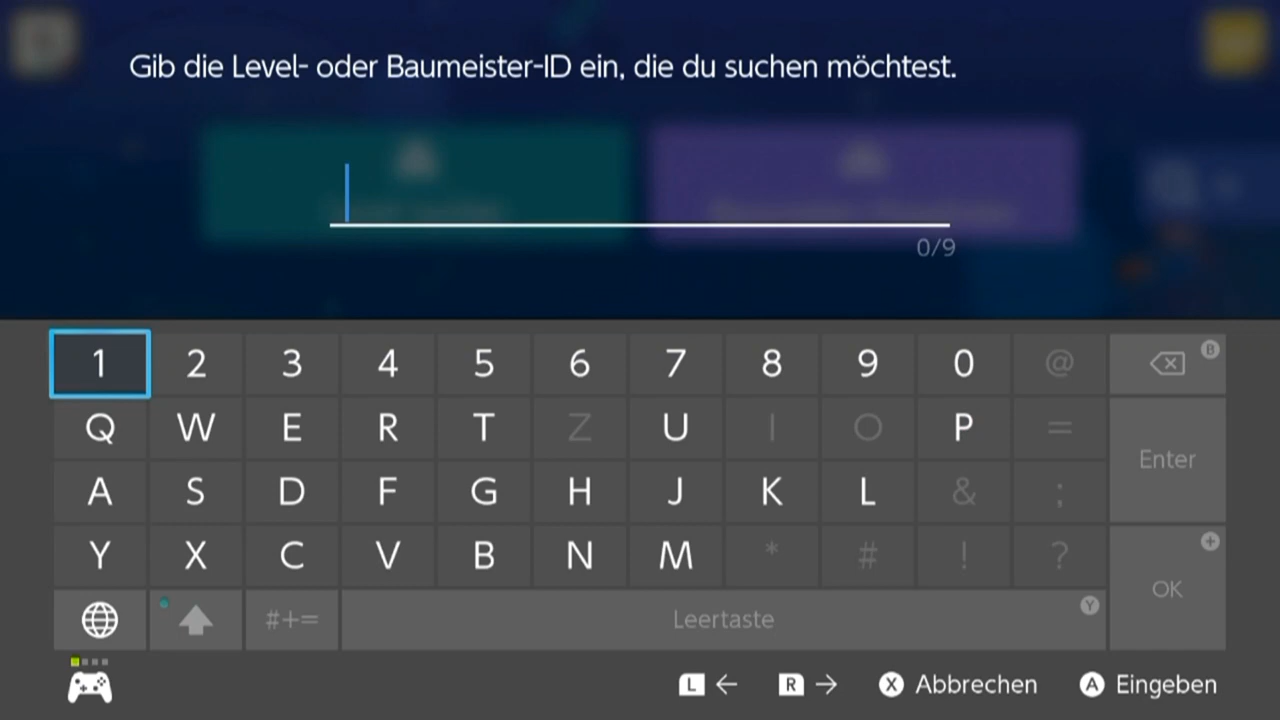 Gib die Level- oder Baumeister-ID ein, die du suchen möchtest.
0/9
1 2 3 4 5 6 7 8 9 0 @ B
Q W E R T Z U I O P = Enter
A S D F G H J K L & ;
Y X C V B N M * # ! ? + OK
#+= Leertaste Y
L ← R → X Abbrechen A Eingeben